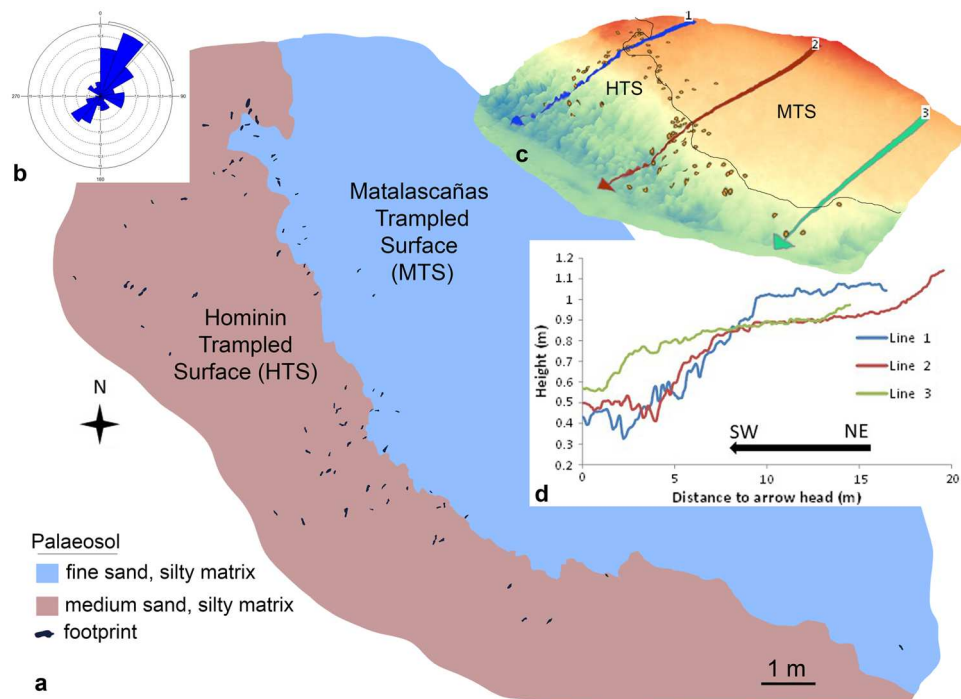 b
0
270
90
180
Matalascañas
Trampled
Surface
(MTS)
Hominin
Trampled
Surface (HTS)
N
Palaeosol
fine sand, silty matrix
medium sand, silty matrix
footprint
a
1 m
c
1
2
3
HTS
MTS
d
Height (m)
1.2
1.1
1
0.9
0.8
0.7
0.6
0.5
0.4
0.3
0.2
0
5
10
15
20
Distance to arrow head (m)
Line 1
Line 2
Line 3
SW
NE